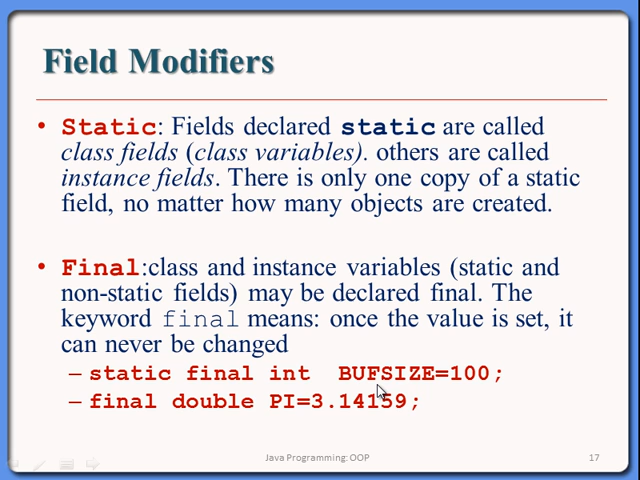 Field Modifiers
• Static: Fields declared static are called
class fields (class variables). others are called
instance fields. There is only one copy of a static
field, no matter how many objects are created.
• Final:class and instance variables (static and
non-static fields) may be declared final. The
keyword final means: once the value is set, it
can never be changed
– static final int  BUFSIZE=100;
– final double PI=3.14159;
Java Programming: OOP
17